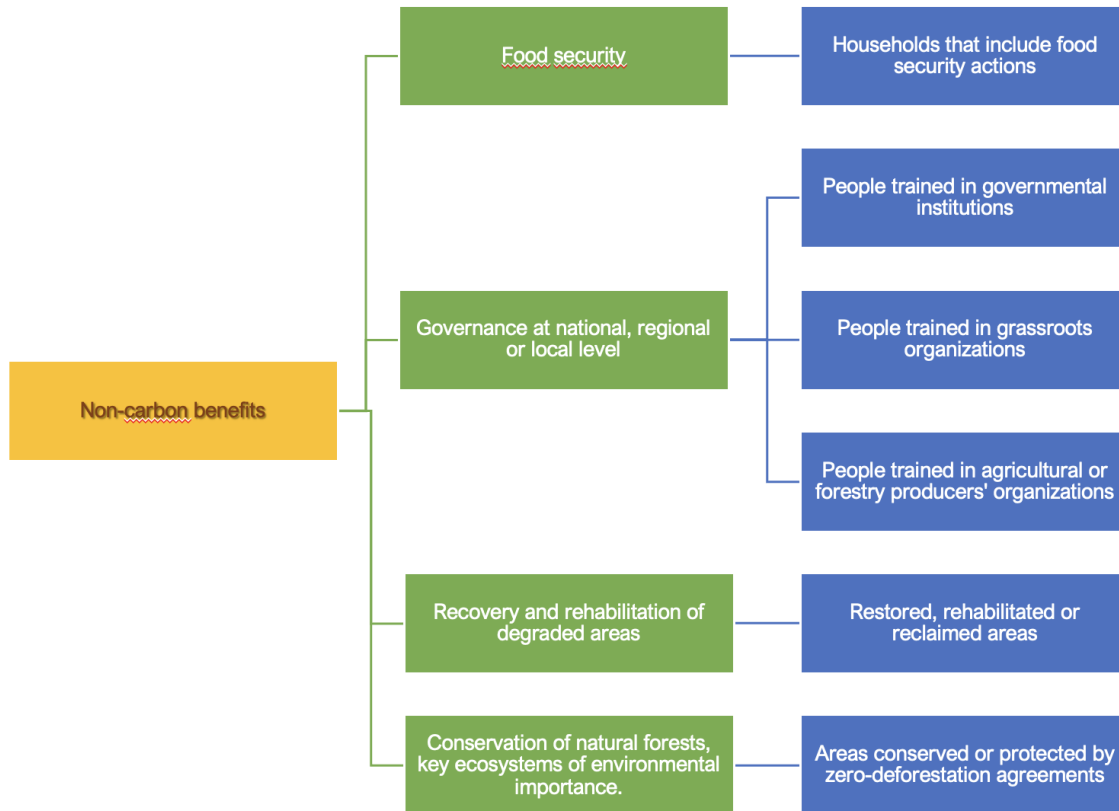 Food security
Households that include food
security actions
People trained in governmental
institutions
Governance at national, regional
or local level
People trained in grassroots
organizations
Non-carbon benefits
People trained in agricultural or
forestry producers' organizations
Recovery and rehabilitation of
degraded areas
Restored, rehabilitated or
reclaimed areas
Conservation of natural forests,
key ecosystems of environmental
importance.
Areas conserved or protected by
zero-deforestation agreements